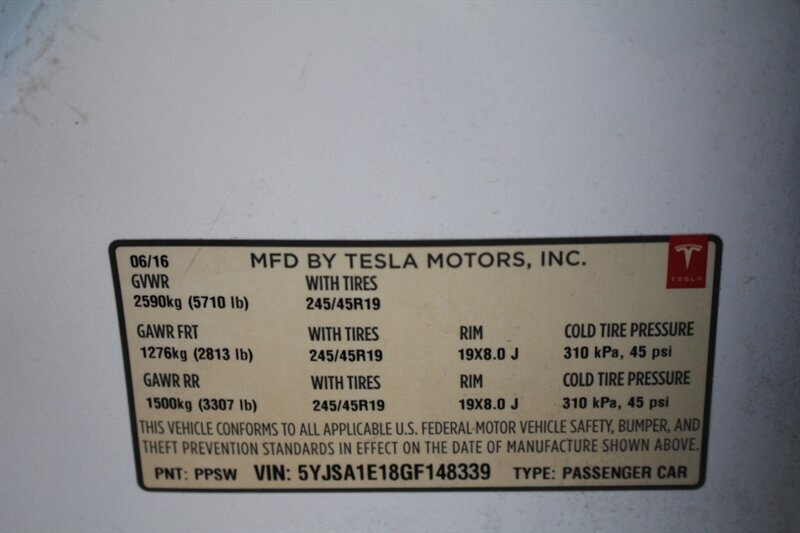 06/16 MFD BY TESLA MOTORS, INC. TESLA
GVWR WITH TIRES
2590kg (5710 lb) 245/45R19
GAWR FRT WITH TIRES RIM COLD TIRE PRESSURE
1276kg (2813 lb) 245/45R19 19X8.0 J 310 kPa, 45 psi
GAWR RR WITH TIRES RIM COLD TIRE PRESSURE
1500kg (3307 lb) 245/45R19 19X8.0 J 310 kPa, 45 psi
THIS VEHICLE CONFORMS TO ALL APPLICABLE U.S. FEDERAL-MOTOR VEHICLE SAFETY, BUMPER, AND
THEFT PREVENTION STANDARDS IN EFFECT ON THE DATE OF MANUFACTURE SHOWN ABOVE.
PNT: PPSW VIN: 5YJSA1E18GF148339 TYPE: PASSENGER CAR